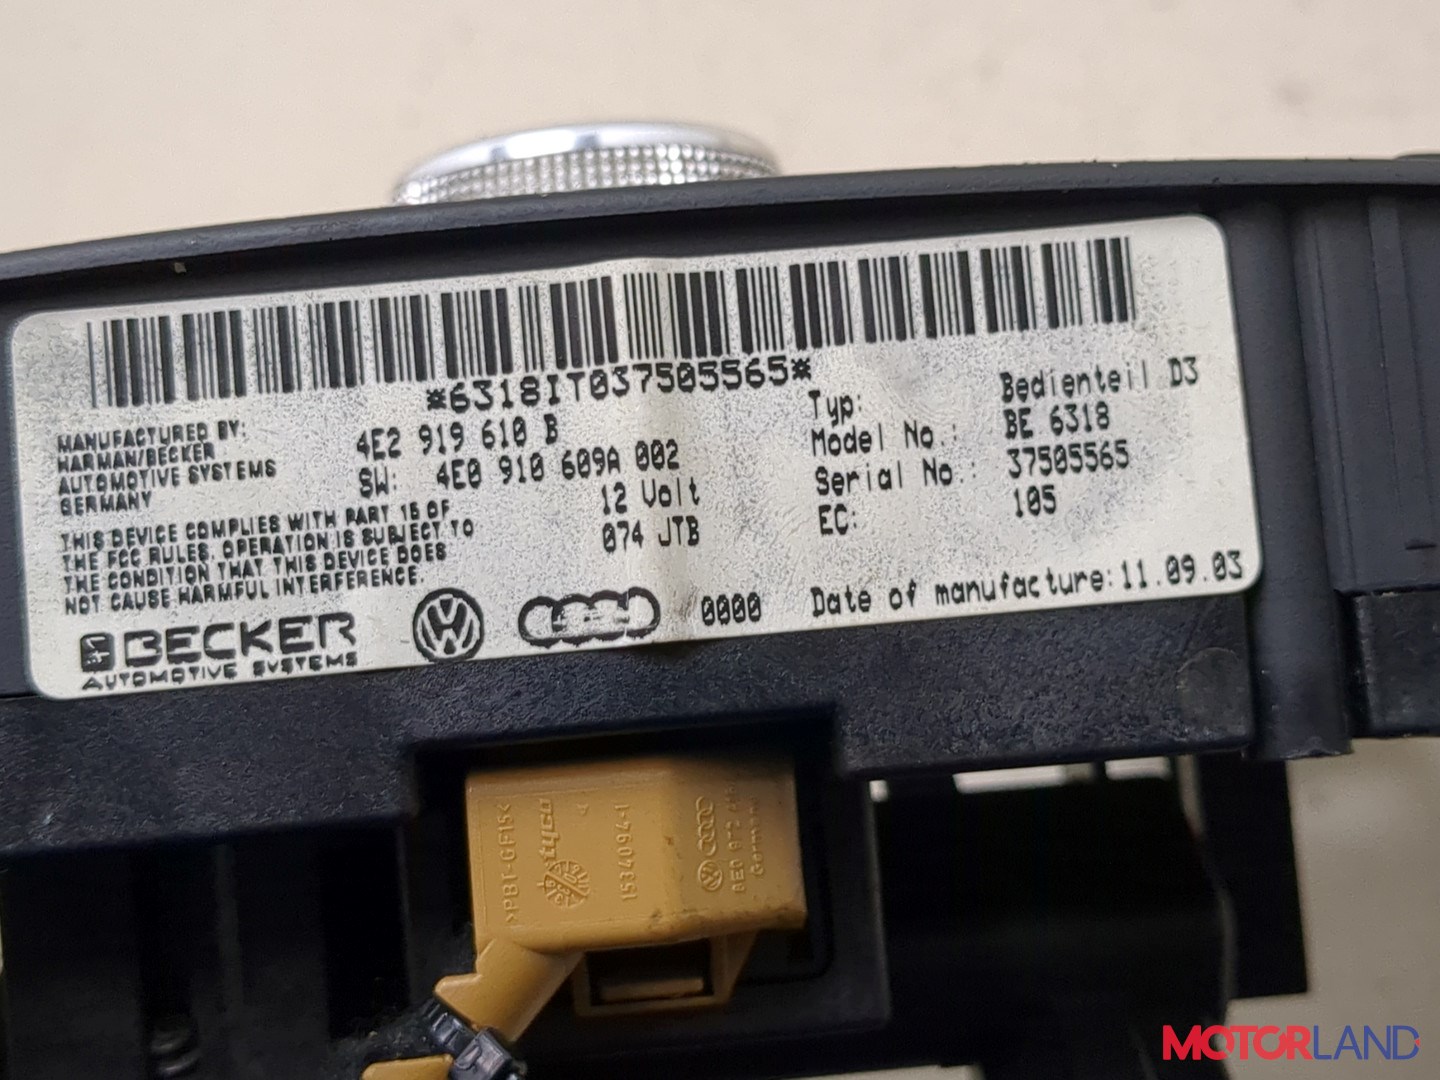 *6318IT037505565*
MANUFACTURED BY:
HARMAN/BECKER
AUTOMOTIVE SYSTEMS
GERMANY
4E2 919 610 B
SW: 4E0 910 609A 002
12 Volt
074 JTB
Typ: Bedienteil D3
Model No.: BE 6318
Serial No.: 37505565
EC: 105
THIS DEVICE COMPLIES WITH PART 15 OF
THE FCC RULES. OPERATION IS SUBJECT TO
THE CONDITION THAT THIS DEVICE DOES
NOT CAUSE HARMFUL INTERFERENCE.
BECKER
AUTOMOTIVE SYSTEMS
0000
Date of manufacture: 11.09.03
>PBT-GF15<
tyco
1534094-1
8E0 972
Germany
MOTORLAND